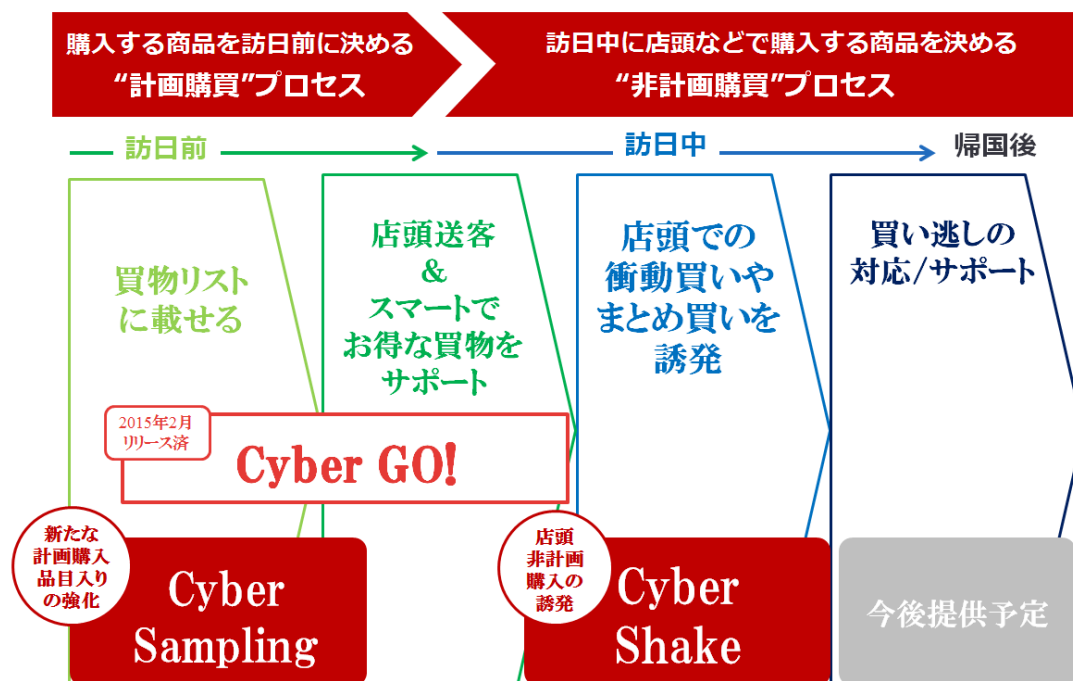 購入する商品を訪日前に決める
“計画購買”プロセス
訪日中に店頭などで購入する商品を決める
“非計画購買”プロセス
訪日前
訪日中
帰国後
買物リスト
に載せる
店頭送客
&
スマートで
お得な買物を
サポート
店頭での
衝動買いや
まとめ買いを
誘発
買い逃しの
対応/サポート
2015年2月
リリース済
Cyber GO!
新たな
計画購入
品目入り
の強化
Cyber
Sampling
店頭
非計画
購入の
誘発
Cyber
Shake
今後提供予定